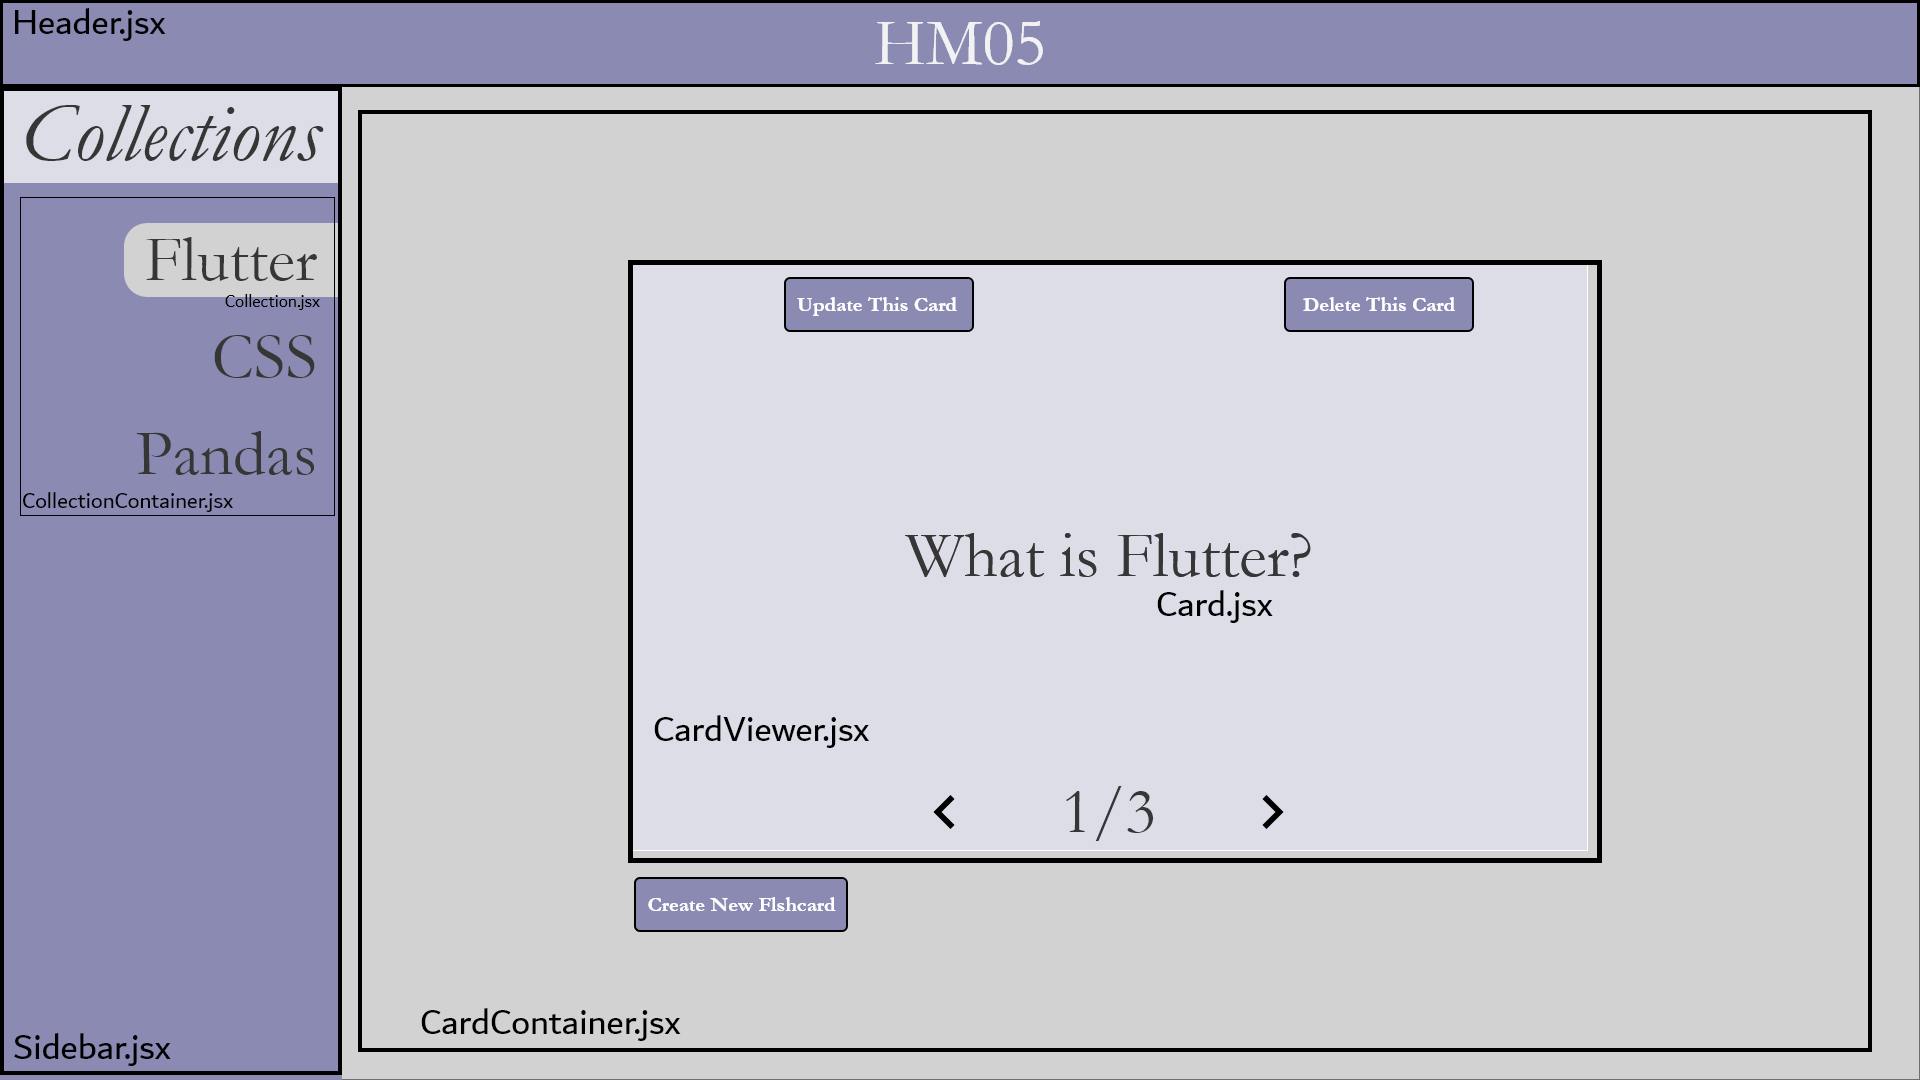 Header.jsx
HM05
Collections
Flutter
Collection.jsx
CSS
Pandas
CollectionContainer.jsx
Sidebar.jsx
Update This Card
Delete This Card
What is Flutter?
Card.jsx
CardViewer.jsx
1/3
Create New Flshcard
CardContainer.jsx